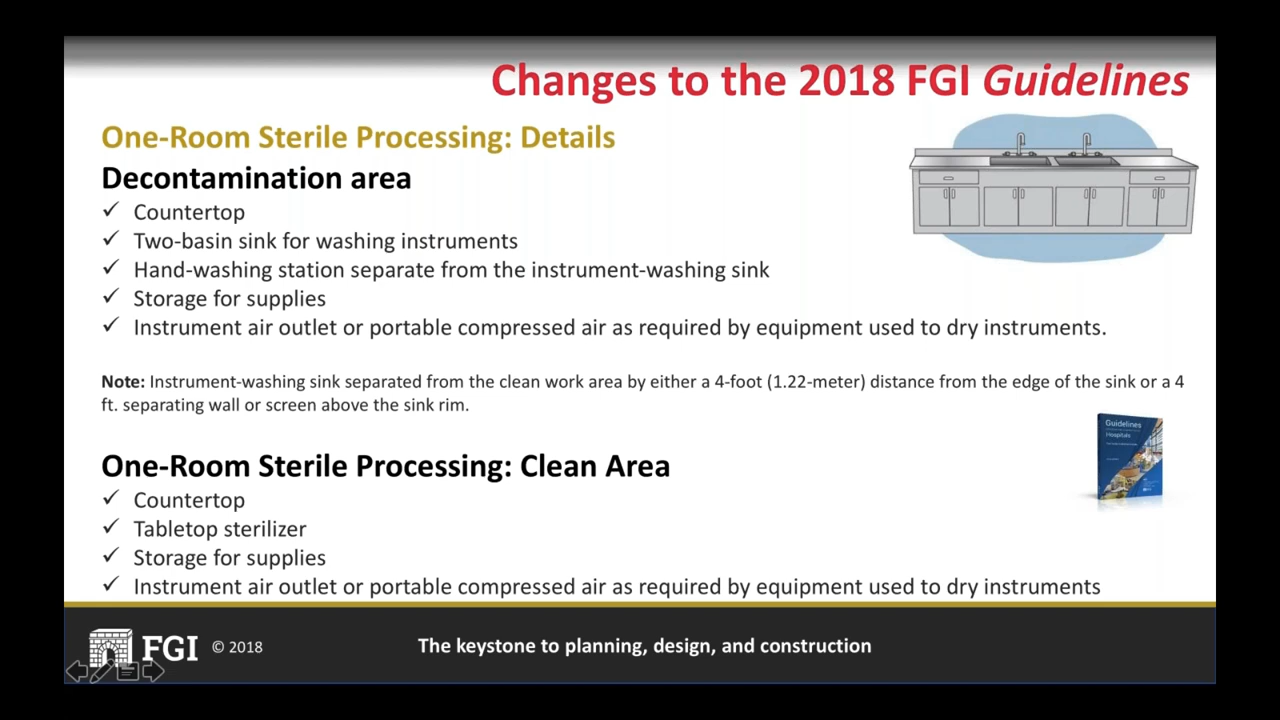 Changes to the 2018 FGI Guidelines
One-Room Sterile Processing: Details
Decontamination area
✓ Countertop
✓ Two-basin sink for washing instruments
✓ Hand-washing station separate from the instrument-washing sink
✓ Storage for supplies
✓ Instrument air outlet or portable compressed air as required by equipment used to dry instruments.
Note: Instrument-washing sink separated from the clean work area by either a 4-foot (1.22-meter) distance from the edge of the sink or a 4
ft. separating wall or screen above the sink rim.
Guidelines
Hospitals
One-Room Sterile Processing: Clean Area
✓ Countertop
✓ Tabletop sterilizer
✓ Storage for supplies
✓ Instrument air outlet or portable compressed air as required by equipment used to dry instruments
FGI © 2018
The keystone to planning, design, and construction